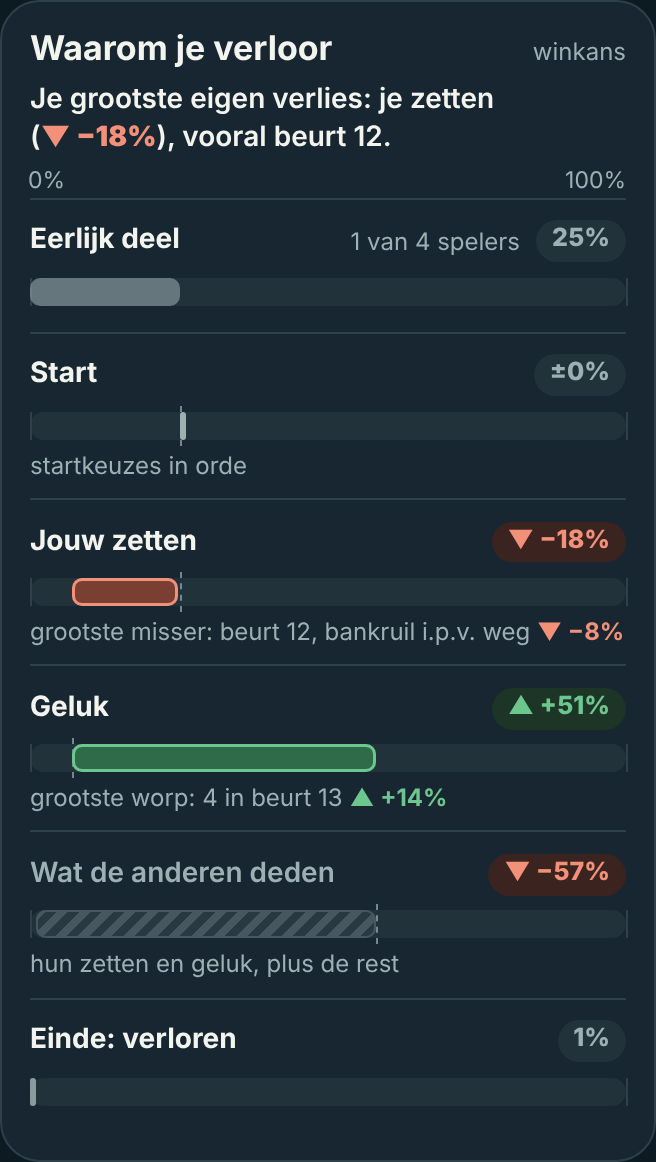 Waarom je verloor winkans
Je grootste eigen verlies: je zetten
(▼ −18%), vooral beurt 12.
0% 100%
Eerlijk deel 1 van 4 spelers 25%
Start ±0%
startkeuzes in orde
Jouw zetten ▼ −18%
grootste misser: beurt 12, bankruil i.p.v. weg ▼ −8%
Geluk ▲ +51%
grootste worp: 4 in beurt 13 ▲ +14%
Wat de anderen deden ▼ −57%
hun zetten en geluk, plus de rest
Einde: verloren 1%